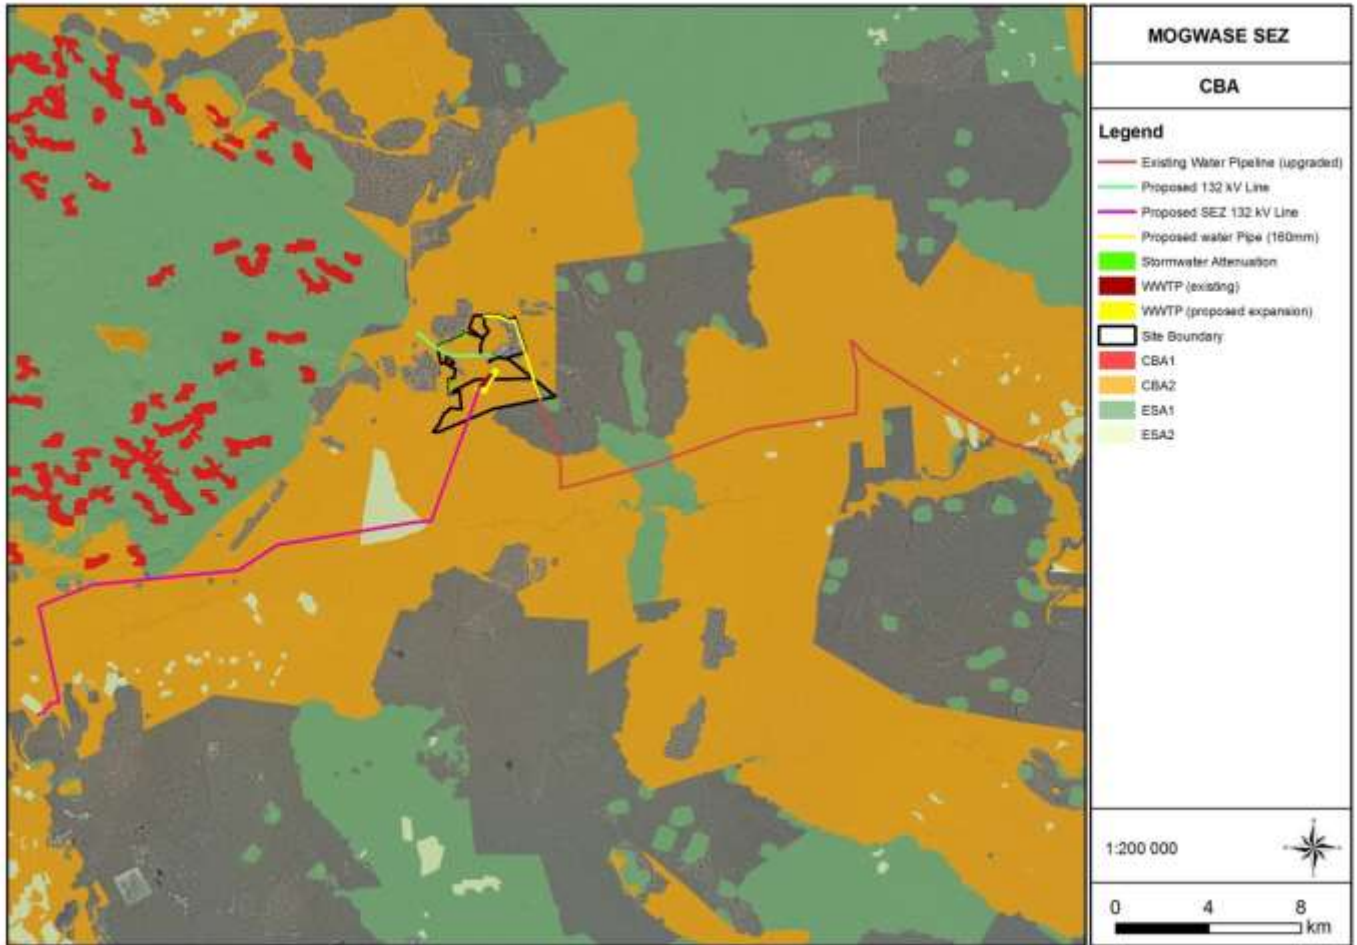 MOGWASE SEZ
CBA
Legend
Existing Water Pipeline (upgraded)
Proposed 132 kV Line
Proposed SEZ 132 kV Line
Proposed water Pipe (160mm)
Stormwater Attenuation
WWTP (existing)
WWTP (proposed expansion)
Site Boundary
CBA1
CBA2
ESA1
ESA2
1:200 000
0 4 8
km